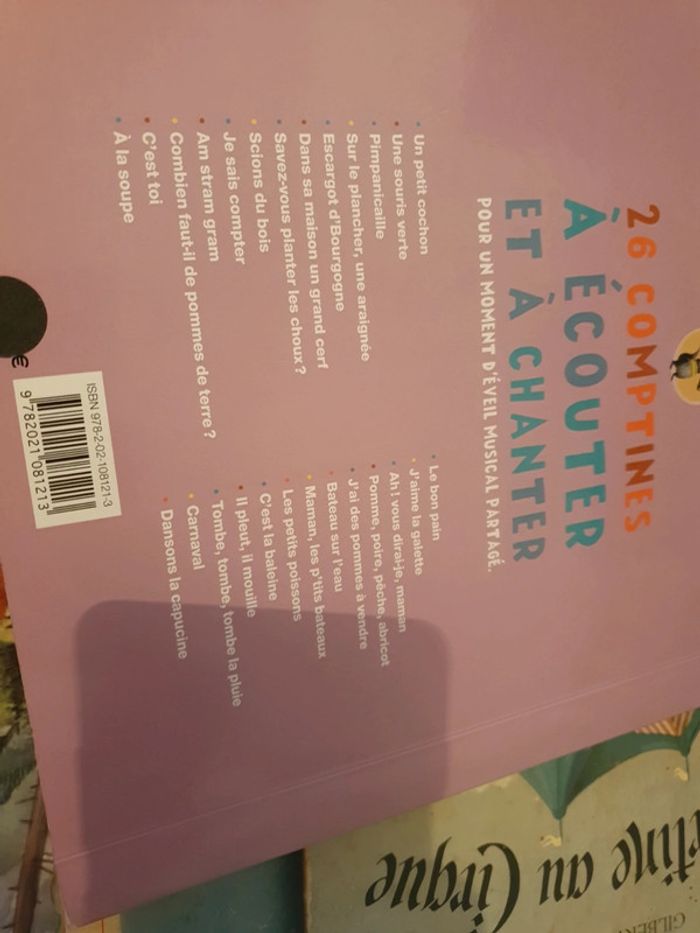 26 COMPTINES
À ÉCOUTER
ET À CHANTER
POUR UN MOMENT D'ÉVEIL MUSICAL PARTAGÉ.
• Un petit cochon
• Une souris verte
• Pimpanicaille
• Sur le plancher, une araignée
• Escargot d'Bourgogne
• Dans sa maison un grand cerf
• Savez-vous planter les choux ?
• Scions du bois
• Je sais compter
• Am stram gram
• Combien faut-il de pommes de terre ?
• C'est toi
• À la soupe
• Le bon pain
• J'aime la galette
• Ah ! vous dirai-je, maman
• Pomme, poire, pêche, abricot
• J'ai des pommes à vendre
• Bateau sur l'eau
• Maman, les p'tits bateaux
• Les petits poissons
• C'est la baleine
• Il pleut, il mouille
• Tombe, tombe, tombe la pluie
• Carnaval
• Dansons la capucine
€
ISBN 978-2-02-108121-3
9 782021 081213
au Cirque